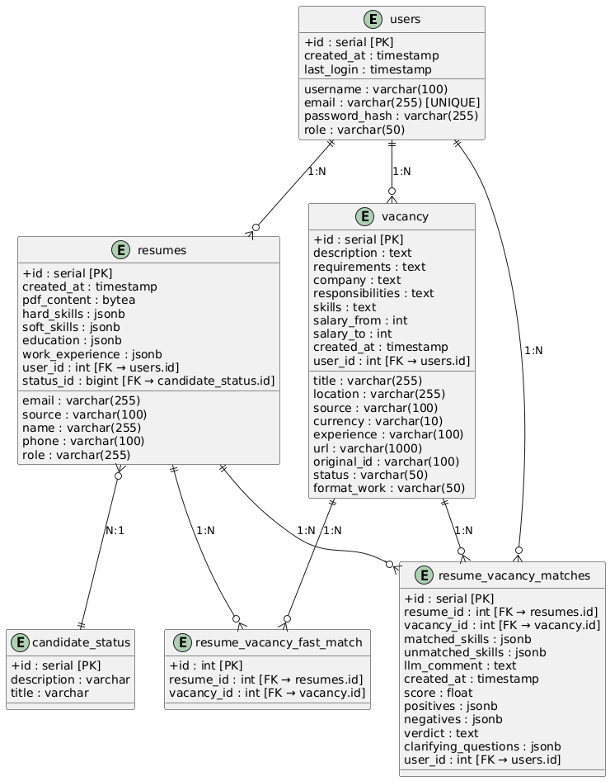 E users
+id : serial [PK]
created_at : timestamp
last_login : timestamp
username : varchar(100)
email : varchar(255) [UNIQUE]
password_hash : varchar(255)
role : varchar(50)
1:N
1:N
E vacancy
+id : serial [PK]
description : text
requirements : text
company : text
responsibilities : text
skills : text
salary_from : int
salary_to : int
created_at : timestamp
user_id : int [FK → users.id]
title : varchar(255)
location : varchar(255)
source : varchar(100)
currency : varchar(10)
experience : varchar(100)
url : varchar(1000)
original_id : varchar(100)
status : varchar(50)
format_work : varchar(50)
E resumes
+id : serial [PK]
created_at : timestamp
pdf_content : bytea
hard_skills : jsonb
soft_skills : jsonb
education : jsonb
work_experience : jsonb
user_id : int [FK → users.id]
status_id : bigint [FK → candidate_status.id]
email : varchar(255)
source : varchar(100)
name : varchar(255)
phone : varchar(100)
role : varchar(255)
1:N
N:1
1:N
1:N
1:N
1:N
E candidate_status
+id : serial [PK]
description : varchar
title : varchar
E resume_vacancy_fast_match
+id : int [PK]
resume_id : int [FK → resumes.id]
vacancy_id : int [FK → vacancy.id]
E resume_vacancy_matches
+id : serial [PK]
resume_id : int [FK → resumes.id]
vacancy_id : int [FK → vacancy.id]
matched_skills : jsonb
unmatched_skills : jsonb
llm_comment : text
created_at : timestamp
score : float
positives : jsonb
negatives : jsonb
verdict : text
clarifying_questions : jsonb
user_id : int [FK → users.id]